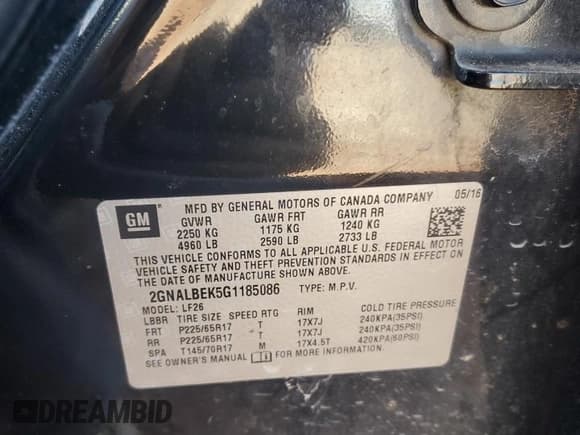 GM
MFD BY GENERAL MOTORS OF CANADA COMPANY 05/16
GVWR GAWR FRT GAWR RR
2250 KG 1175 KG 1240 KG
4960 LB 2590 LB 2733 LB
THIS VEHICLE CONFORMS TO ALL APPLICABLE U.S. FEDERAL MOTOR
VEHICLE SAFETY AND THEFT PREVENTION STANDARDS IN EFFECT ON THE
DATE OF MANUFACTURE SHOWN ABOVE.
2GNALBEK5G1185086 TYPE: M.P.V.
MODEL: LF26
LBBR TIRE SIZE SPEED RTG RIM COLD TIRE PRESSURE
FRT P225/65R17 T 17X7J 240KPA(35PSI)
RR P225/65R17 T 17X7J 240KPA(35PSI)
SPA T145/70R17 M 17X4.5T 420KPA(60PSI)
SEE OWNER'S MANUAL FOR MORE INFORMATION.
DREAMBID